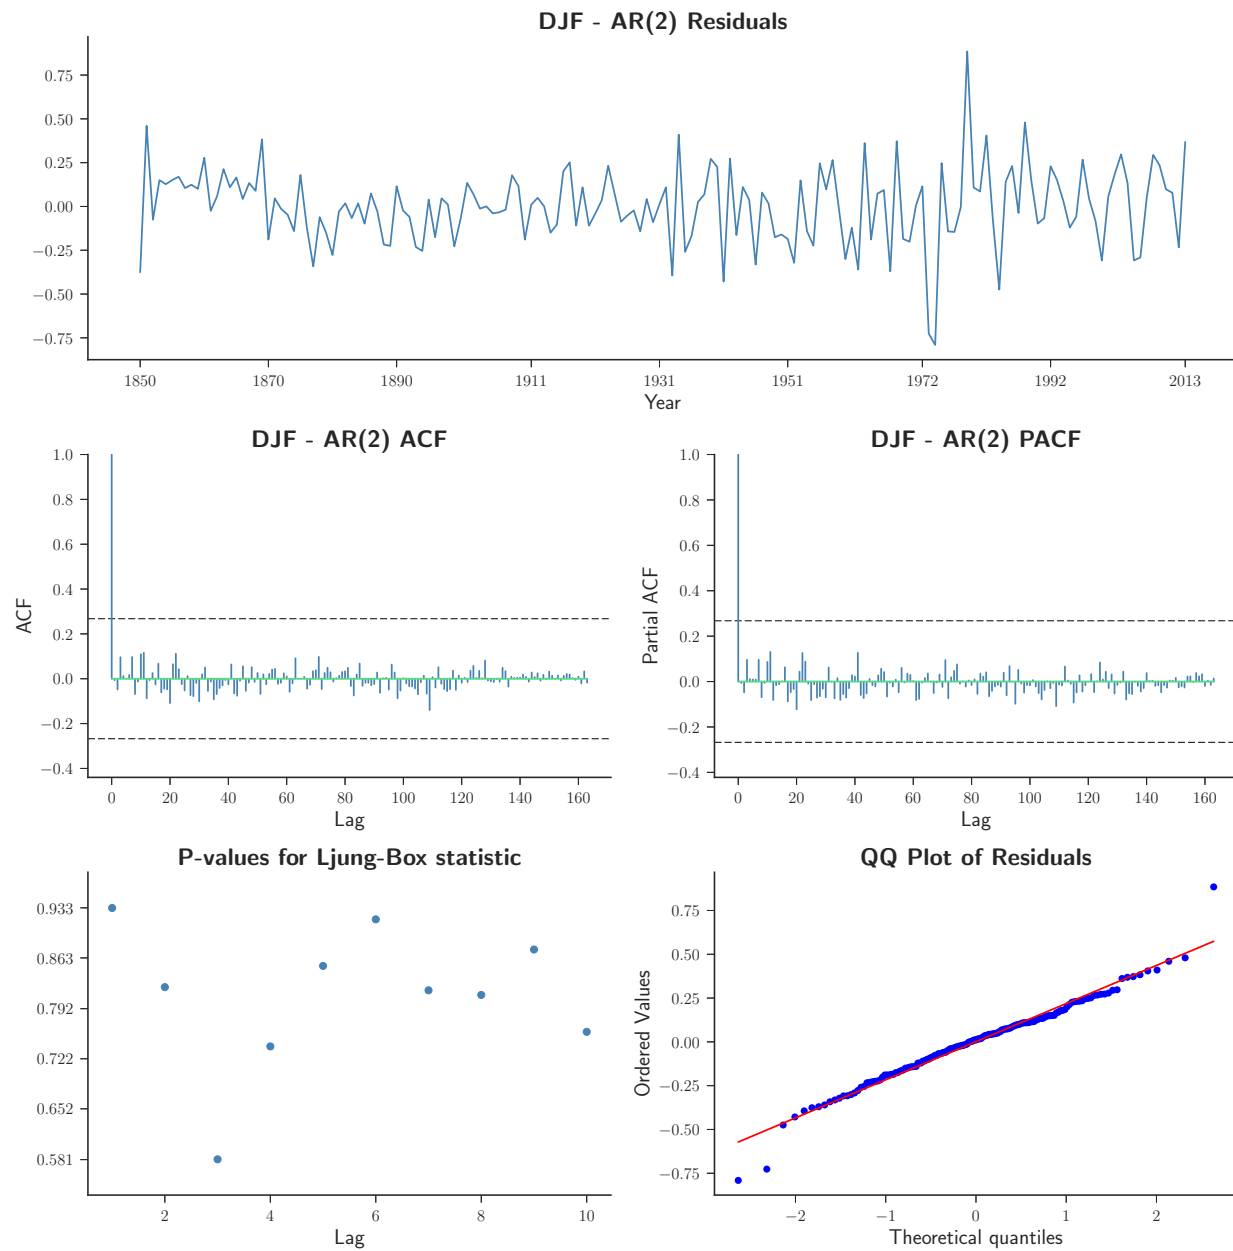 DJF - AR(2) Residuals
0.75
0.50
0.25
0.00
−0.25
−0.50
−0.75
1850 1870 1890 1911 1931 1951 1972 1992 2013
Year
DJF - AR(2) ACF
1.0
0.8
0.6
0.4
0.2
0.0
−0.2
−0.4
ACF
0 20 40 60 80 100 120 140 160
Lag
DJF - AR(2) PACF
1.0
0.8
0.6
0.4
0.2
0.0
−0.2
−0.4
Partial ACF
0 20 40 60 80 100 120 140 160
Lag
P-values for Ljung-Box statistic
0.933
0.863
0.792
0.722
0.652
0.581
2 4 6 8 10
Lag
QQ Plot of Residuals
0.75
0.50
0.25
0.00
−0.25
−0.50
−0.75
Ordered Values
−2 −1 0 1 2
Theoretical quantiles